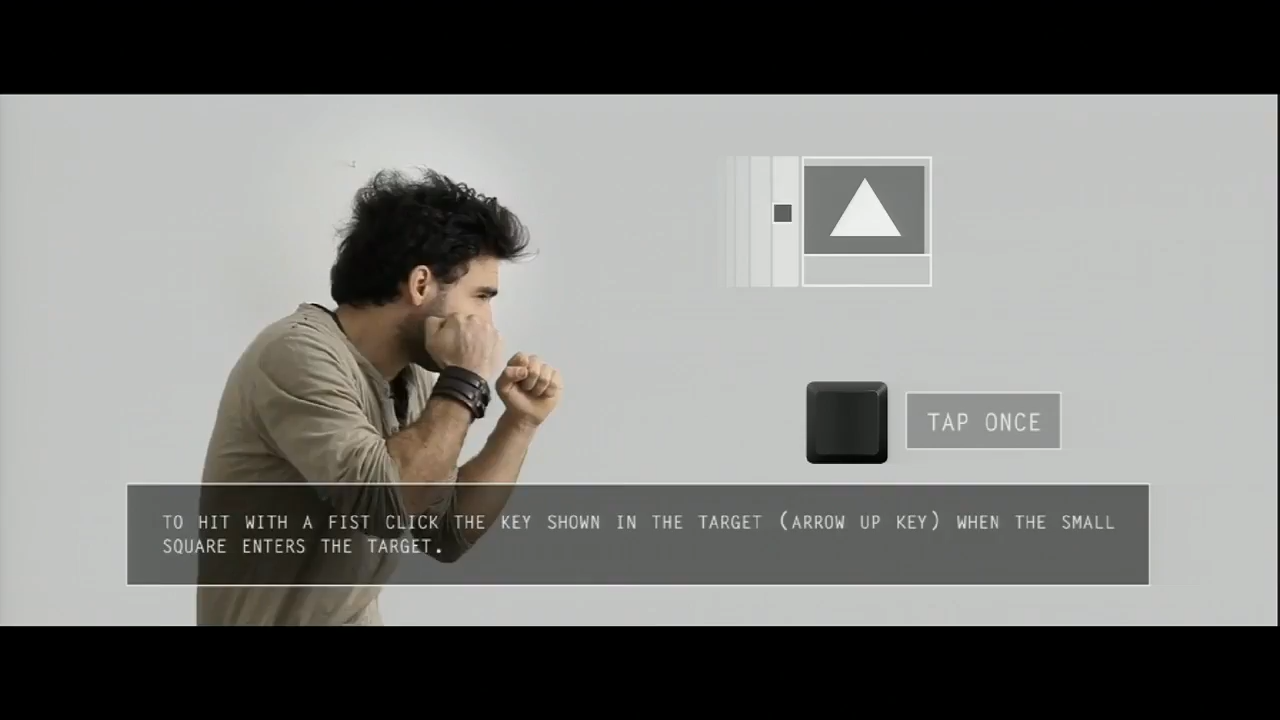 TAP ONCE
TO HIT WITH A FIST CLICK THE KEY SHOWN IN THE TARGET (ARROW UP KEY) WHEN THE SMALL
SQUARE ENTERS THE TARGET.